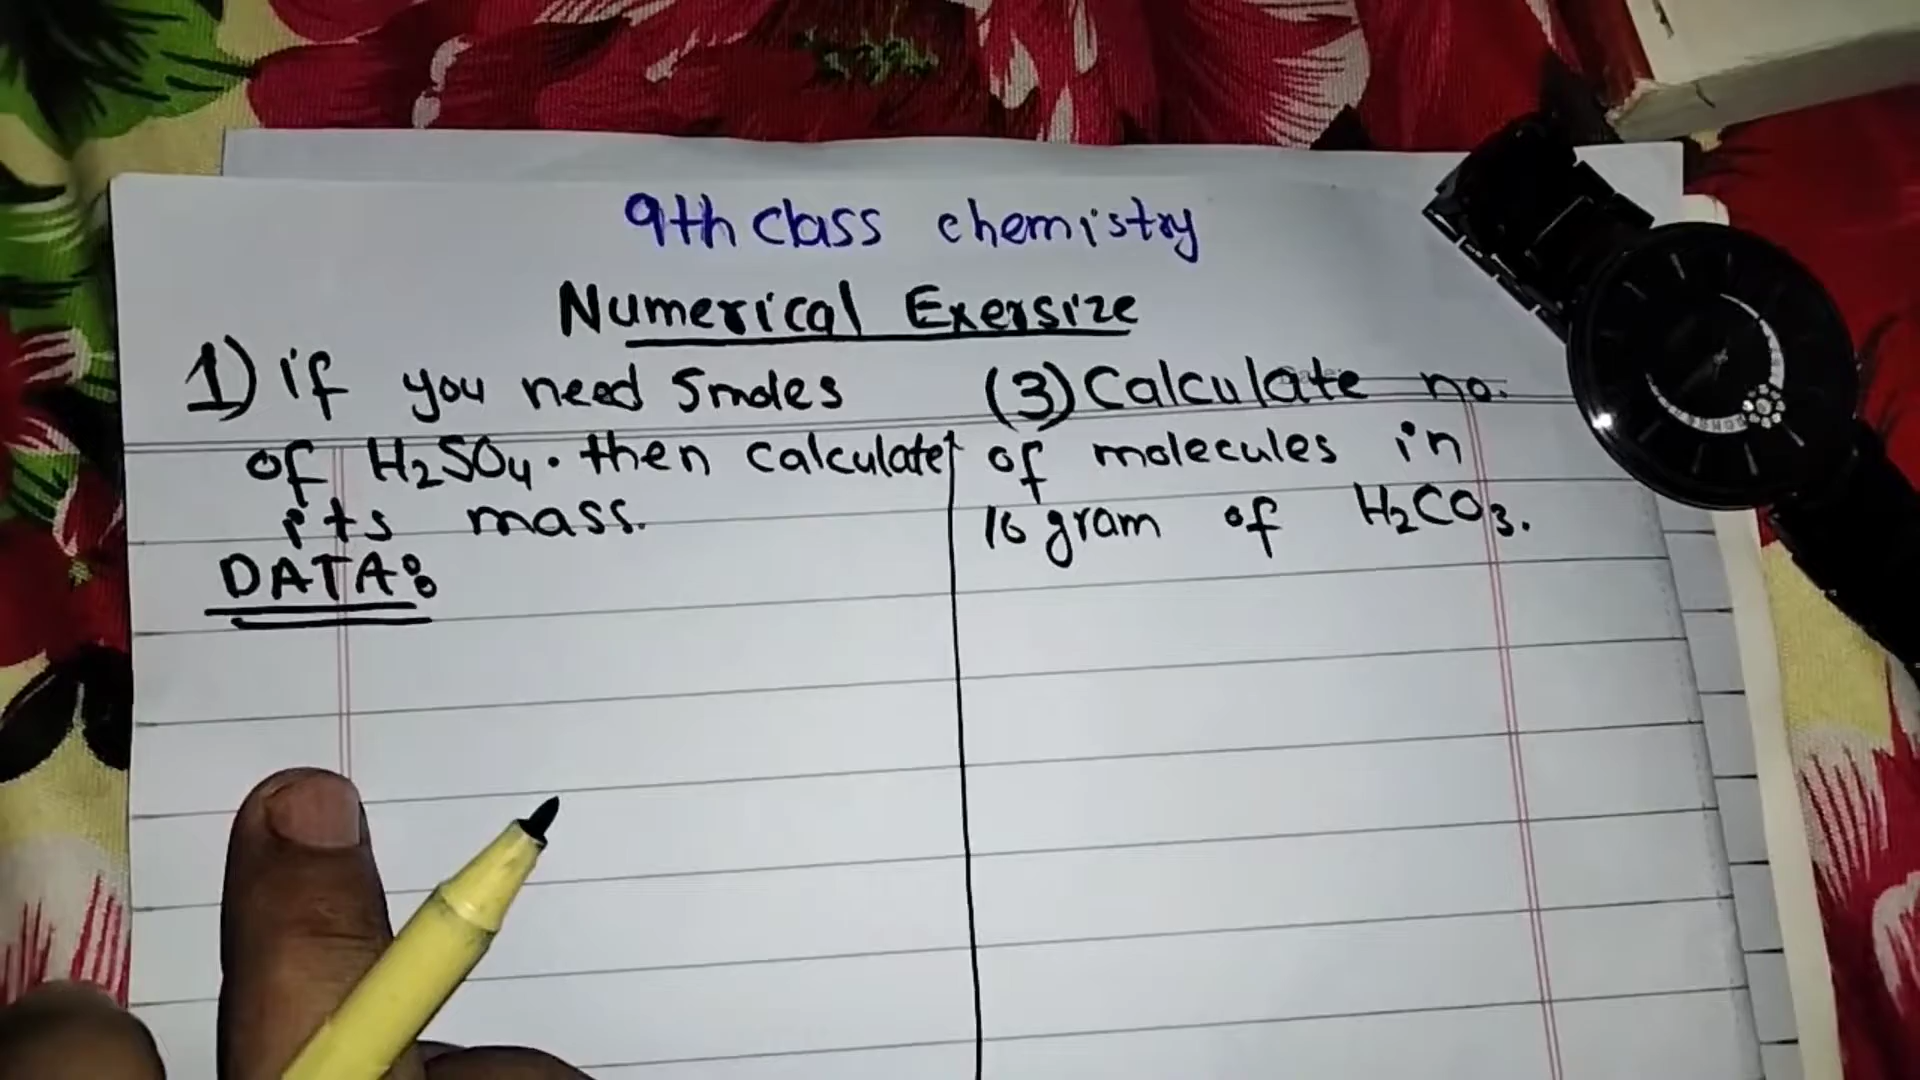 9th class chemistry
Numerical Exersize
1) if you need 5moles
of H₂SO₄. then calculate
its mass.
DATA:
(3) Calculate no.
of molecules in
16 gram of H₂CO₃.